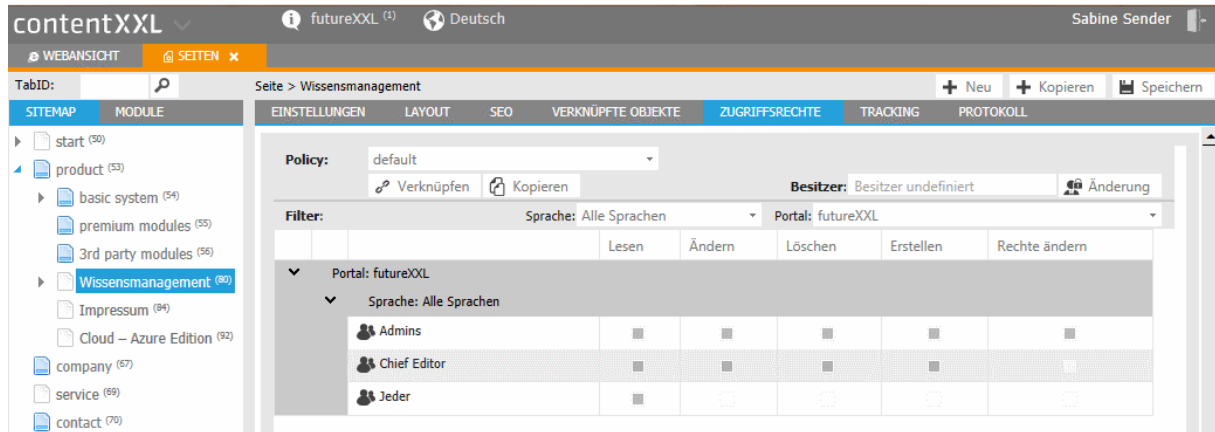 contentXXL
futureXXL (1)
Deutsch
Sabine Sender
WEBANSICHT
SEITEN
TabID:
Seite > Wissensmanagement
Neu
Kopieren
Speichern
SITEMAP
MODULE
EINSTELLUNGEN
LAYOUT
SEO
VERKNÜPFTE OBJEKTE
ZUGRIFFSRECHTE
TRACKING
PROTOKOLL
start (50)
product (53)
basic system (54)
premium modules (55)
3rd party modules (56)
Wissensmanagement (80)
Impressum (84)
Cloud – Azure Edition (92)
company (67)
service (69)
contact (70)
Policy: default
Verknüpfen
Kopieren
Besitzer: Besitzer undefiniert
Änderung
Filter:
Sprache: Alle Sprachen
Portal: futureXXL
Lesen
Ändern
Löschen
Erstellen
Rechte ändern
Portal: futureXXL
Sprache: Alle Sprachen
Admins
Chief Editor
Jeder